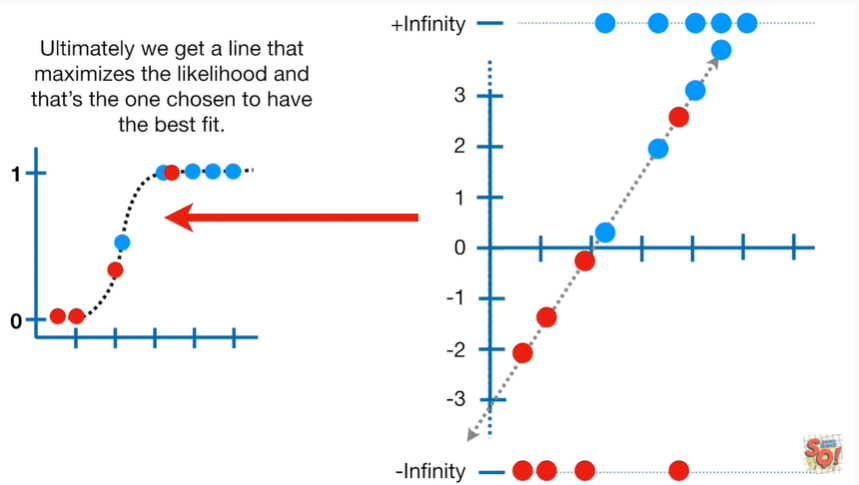 Ultimately we get a line that
maximizes the likelihood and
that's the one chosen to have
the best fit.
1
0
+Infinity
3
2
1
0
-1
-2
-3
-Infinity
SQ!